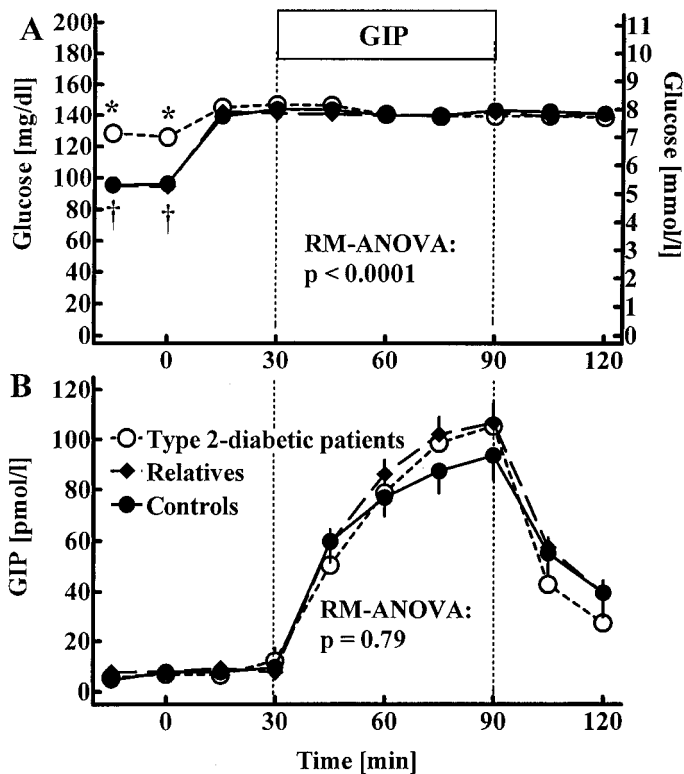 A
GIP
Glucose [mg/dl]
200
180
160
140
120
100
80
60
40
20
0
* *
† †
RM-ANOVA:
p < 0.0001
11
10
9
8
7
6
5
4
3
2
1
0
Glucose [mmol/l]
0 30 60 90 120
B
GIP [pmol/l]
120
100
80
60
40
20
0
Type 2-diabetic patients
Relatives
Controls
RM-ANOVA:
p = 0.79
0 30 60 90 120
Time [min]